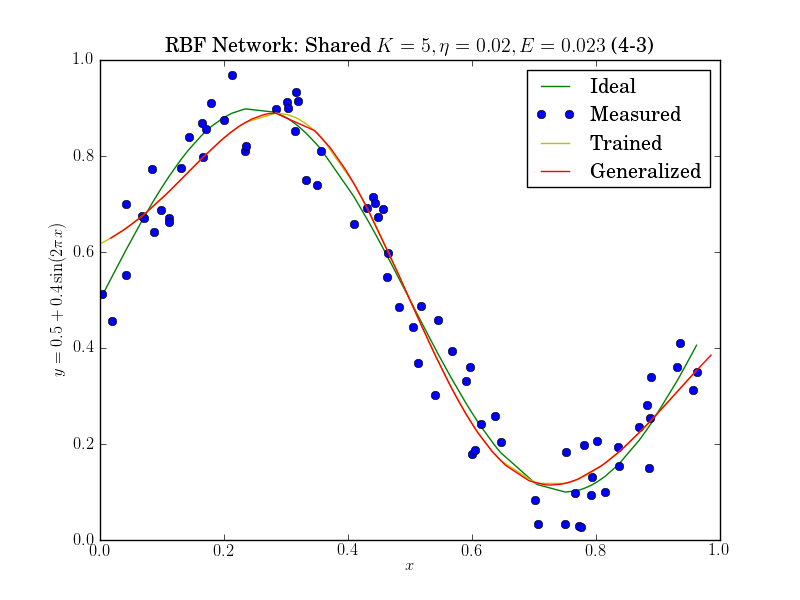 RBF Network: Shared K = 5, η = 0.02, E = 0.023 (4-3)
Ideal
Measured
Trained
Generalized
y = 0.5 + 0.4 sin(2πx)
1.0
0.8
0.6
0.4
0.2
0.0
0.0 0.2 0.4 0.6 0.8 1.0
x